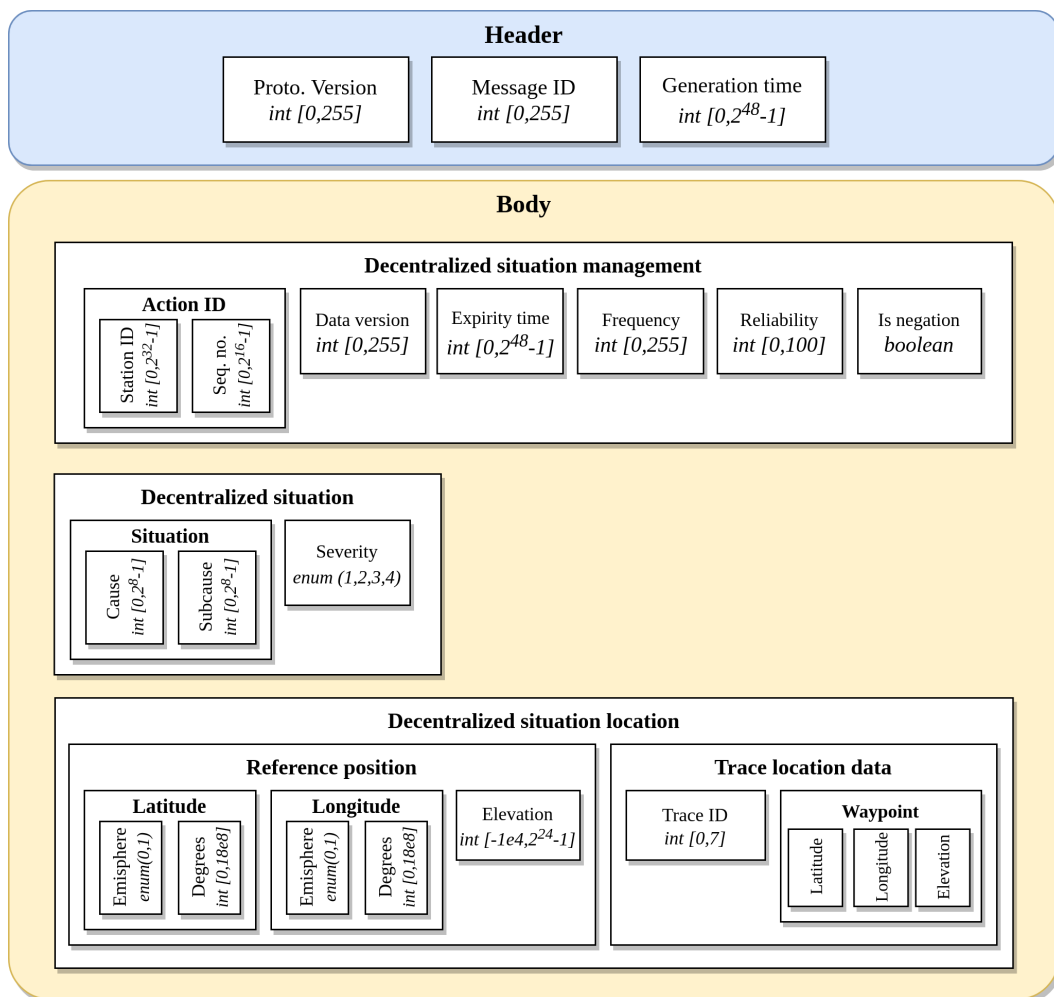 Header
Proto. Version
int [0,255]
Message ID
int [0,255]
Generation time
int [0,2^48-1]
Body
Decentralized situation management
Action ID
Station ID
int [0,2^32-1]
Seq. no.
int [0,2^16-1]
Data version
int [0,255]
Expirity time
int [0,2^48-1]
Frequency
int [0,255]
Reliability
int [0,100]
Is negation
boolean
Decentralized situation
Situation
Cause
int [0,2^8-1]
Subcause
int [0,2^8-1]
Severity
enum (1,2,3,4)
Decentralized situation location
Reference position
Latitude
Emisphere
enum(0,1)
Degrees
int [0,18e8]
Longitude
Emisphere
enum(0,1)
Degrees
int [0,18e8]
Elevation
int [-1e4,2^24-1]
Trace location data
Trace ID
int [0,7]
Waypoint
Latitude
Longitude
Elevation